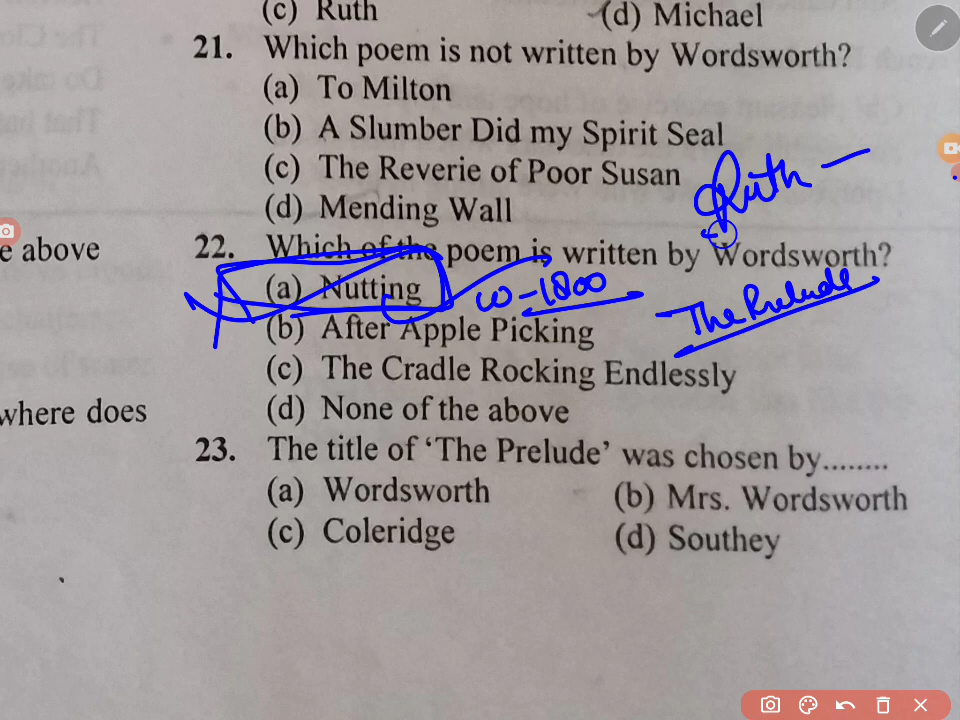 (c) Ruth (d) Michael
21. Which poem is not written by Wordsworth?
(a) To Milton
(b) A Slumber Did my Spirit Seal
(c) The Reverie of Poor Susan
Ruth –
(d) Mending Wall
e above
22. Which of the poem is written by Wordsworth?
(a) Nutting
W – 1800
The Prelude
(b) After Apple Picking
(c) The Cradle Rocking Endlessly
where does
(d) None of the above
23. The title of ‘The Prelude’ was chosen by........
(a) Wordsworth (b) Mrs. Wordsworth
(c) Coleridge (d) Southey